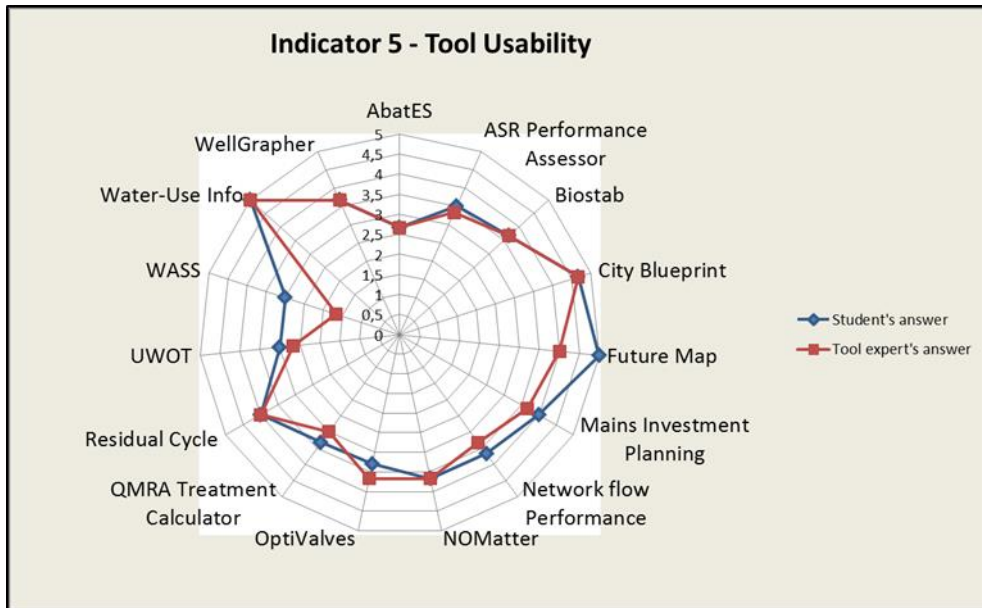 Indicator 5 - Tool Usability
AbatES
ASR Performance
Assessor
Biostab
City Blueprint
Future Map
Mains Investment
Planning
Network flow
Performance
NOMatter
OptiValves
QMRA Treatment
Calculator
Residual Cycle
UWOT
WASS
Water-Use Info
WellGrapher
5
4,5
4
3,5
3
2,5
2
1,5
1
0,5
0
Student's answer
Tool expert's answer